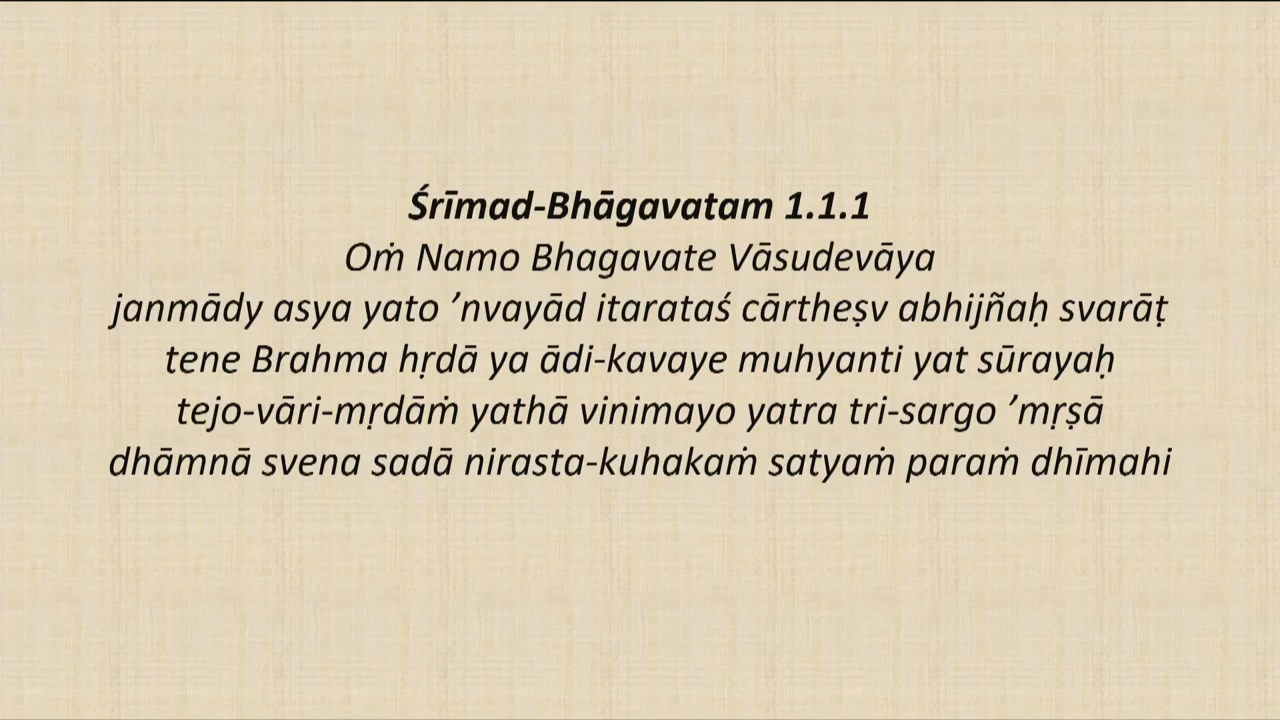 Śrīmad-Bhāgavatam 1.1.1
Oṁ Namo Bhagavate Vāsudevāya
janmādy asya yato ’nvayād itarataś cārtheṣv abhijñaḥ svarāṭ
tene Brahma hṛdā ya ādi-kavaye muhyanti yat sūrayaḥ
tejo-vāri-mṛdāṁ yathā vinimayo yatra tri-sargo ’mṛṣā
dhāmnā svena sadā nirasta-kuhakaṁ satyaṁ paraṁ dhīmahi